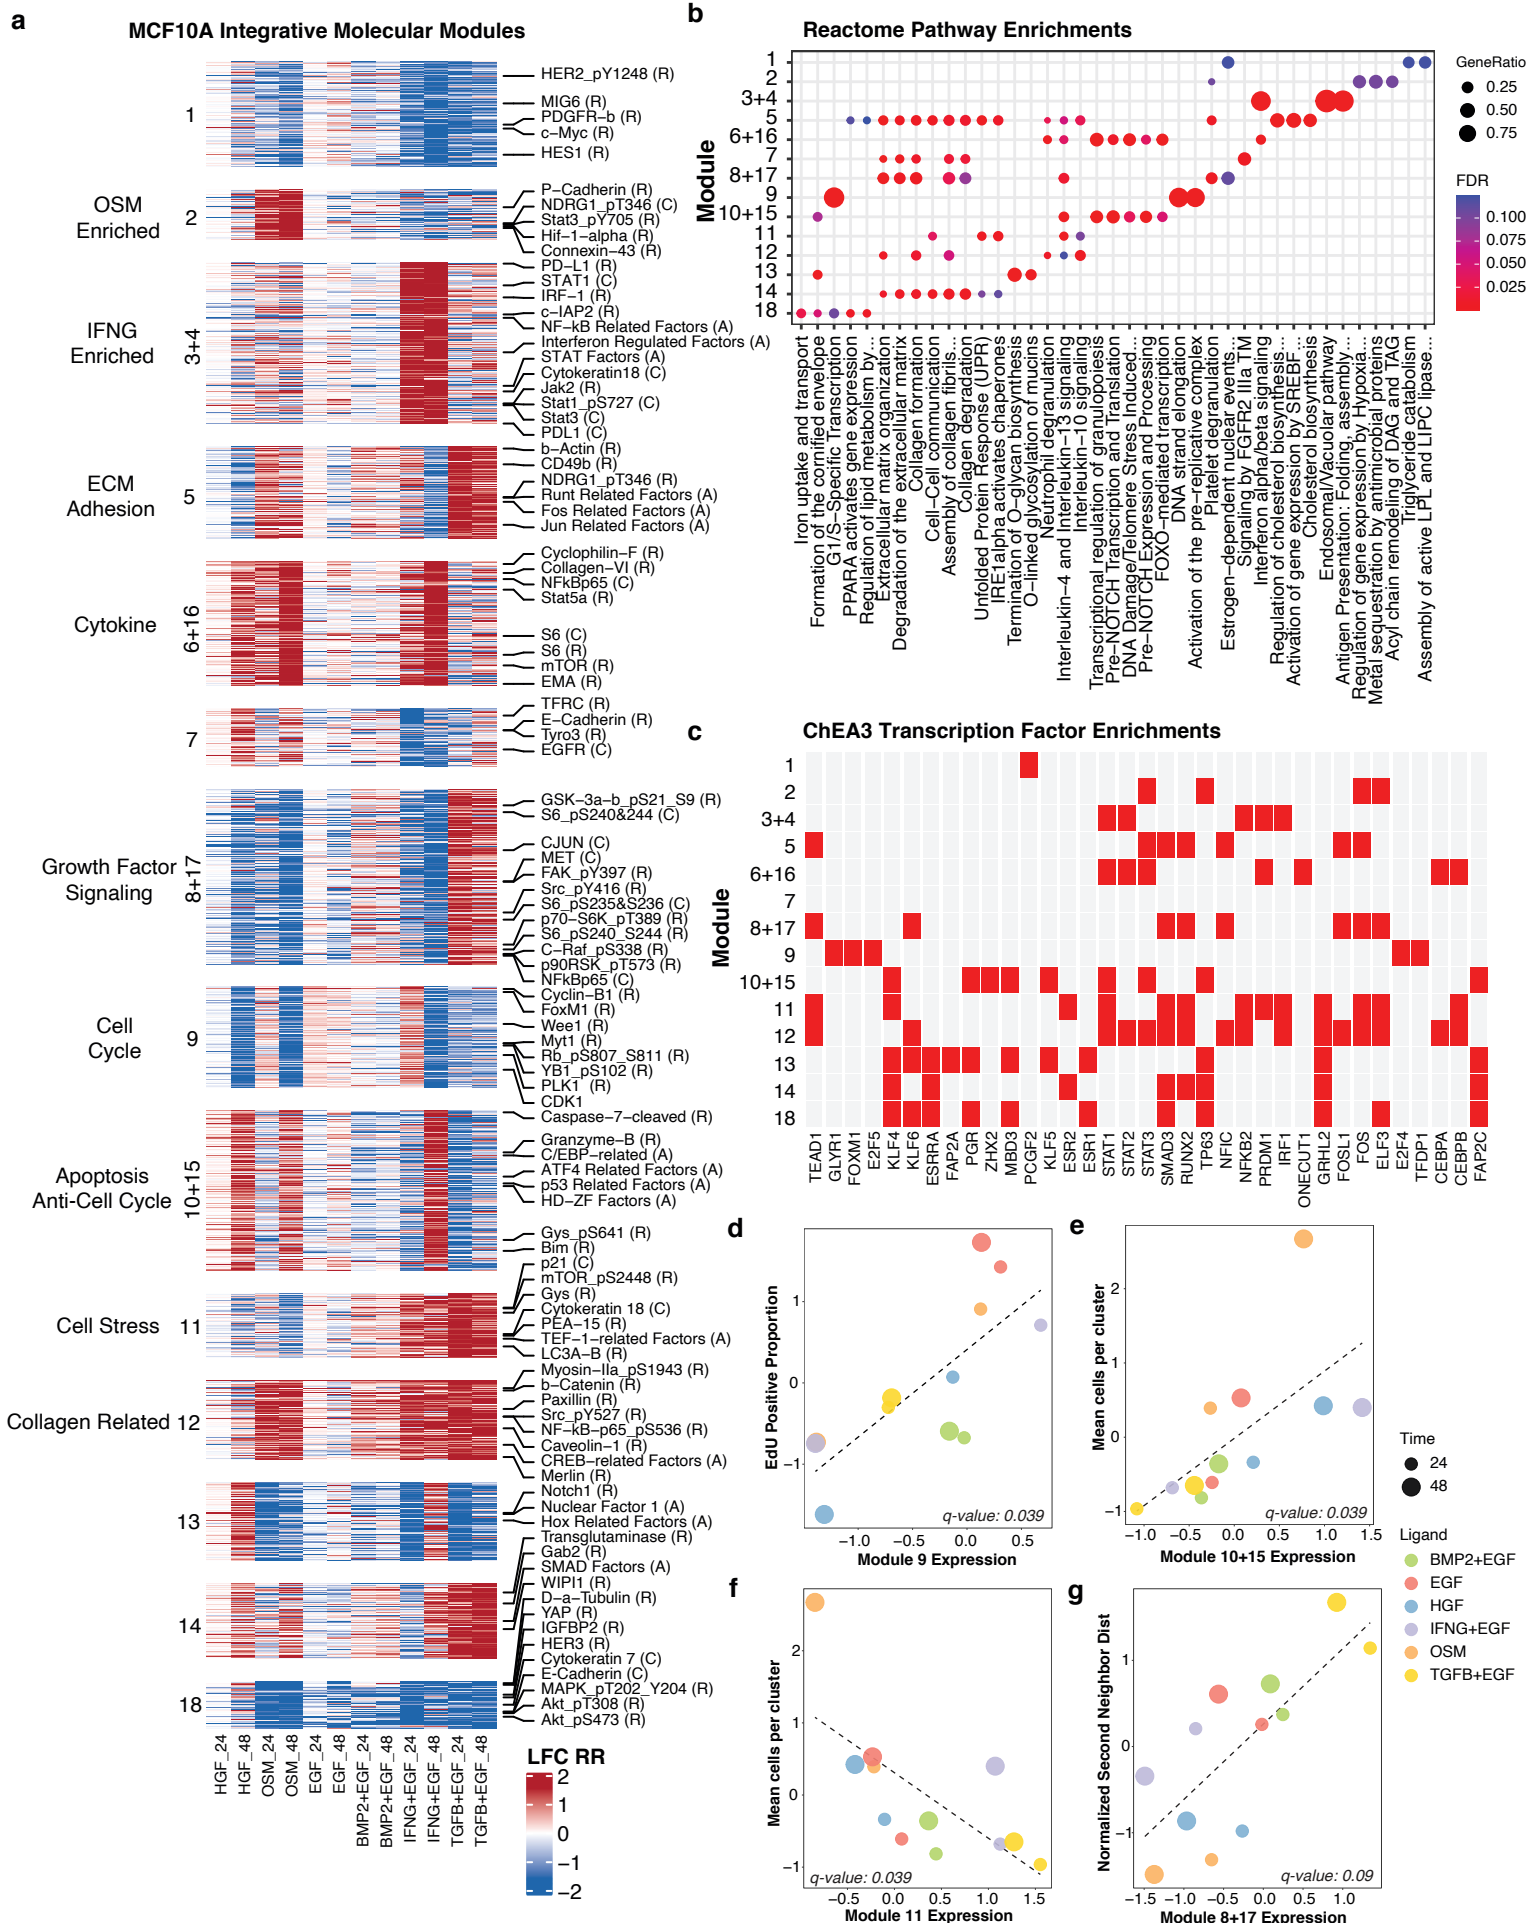 a
MCF10A Integrative Molecular Modules
1
HER2_pY1248 (R)
MIG6 (R)
PDGFR−b (R)
c−Myc (R)
HES1 (R)
OSM
Enriched
2
P−Cadherin (R)
NDRG1_pT346 (C)
Stat3_pY705 (R)
Hif−1−alpha (R)
Connexin−43 (R)
IFNG
Enriched
3+4
PD−L1 (R)
STAT1 (C)
IRF−1 (R)
c−IAP2 (R)
NF−kB Related Factors (A)
Interferon Regulated Factors (A)
STAT Factors (A)
Cytokeratin18 (C)
Jak2 (R)
Stat1_pS727 (C)
Stat3 (C)
PDL1 (C)
ECM
Adhesion
5
b−Actin (R)
CD49b (R)
NDRG1_pT346 (R)
Runt Related Factors (A)
Fos Related Factors (A)
Jun Related Factors (A)
Cytokine
6+16
Cyclophilin−F (R)
Collagen−VI (R)
NFkBp65 (C)
Stat5a (R)
S6 (C)
S6 (R)
mTOR (R)
EMA (R)
7
TFRC (R)
E−Cadherin (R)
Tyro3 (R)
EGFR (C)
Growth Factor
Signaling
8+17
GSK−3a−b_pS21_S9 (R)
S6_pS240&244 (C)
CJUN (C)
MET (C)
FAK_pY397 (R)
Src_pY416 (R)
S6_pS235&S236 (C)
p70−S6K_pT389 (R)
S6_pS240_S244 (R)
C−Raf_pS338 (R)
p90RSK_pT573 (R)
NFkBp65 (C)
Cell
Cycle
9
Cyclin−B1 (R)
FoxM1 (R)
Wee1 (R)
Myt1 (R)
Rb_pS807_S811 (R)
YB1_pS102 (R)
PLK1 (R)
CDK1
Apoptosis
Anti-Cell Cycle
10+15
Caspase−7−cleaved (R)
Granzyme−B (R)
C/EBP−related (A)
ATF4 Related Factors (A)
p53 Related Factors (A)
HD−ZF Factors (A)
Gys_pS641 (R)
Bim (R)
Cell Stress
11
p21 (C)
mTOR_pS2448 (R)
Gys (R)
Cytokeratin 18 (C)
PEA−15 (R)
TEF−1−related Factors (A)
LC3A−B (R)
Collagen Related
12
Myosin−IIa_pS1943 (R)
b−Catenin (R)
Paxillin (R)
Src_pY527 (R)
NF−kB−p65_pS536 (R)
Caveolin−1 (R)
CREB−related Factors (A)
Merlin (R)
13
Notch1 (R)
Nuclear Factor 1 (A)
Hox Related Factors (A)
14
Transglutaminase (R)
Gab2 (R)
SMAD Factors (A)
WIPI1 (R)
D−a−Tubulin (R)
YAP (R)
IGFBP2 (R)
18
HER3 (R)
Cytokeratin 7 (C)
E−Cadherin (C)
MAPK_pT202_Y204 (R)
Akt_pT308 (R)
Akt_pS473 (R)
HGF_24
HGF_48
OSM_24
OSM_48
EGF_24
EGF_48
BMP2+EGF_24
BMP2+EGF_48
IFNG+EGF_24
IFNG+EGF_48
TGFB+EGF_24
TGFB+EGF_48
LFC RR
2
1
0
−1
−2
b
Reactome Pathway Enrichments
Module
1
2
3+4
5
6+16
7
8+17
9
10+15
11
12
13
14
18
Iron uptake and transport
Formation of the cornified envelope
G1/S−Specific Transcription
PPARA activates gene expression
Regulation of lipid metabolism by...
Extracellular matrix organization
Degradation of the extracellular matrix
Collagen formation
Cell−Cell communication
Assembly of collagen fibrils...
Collagen degradation
Unfolded Protein Response (UPR)
IRE1alpha activates chaperones
Termination of O−glycan biosynthesis
O−linked glycosylation of mucins
Neutrophil degranulation
Interleukin−4 and Interleukin−13 signaling
Interleukin−10 signaling
Transcriptional regulation of granulopoiesis
Pre−NOTCH Transcription and Translation
DNA Damage/Telomere Stress Induced...
Pre−NOTCH Expression and Processing
FOXO−mediated transcription
DNA strand elongation
Activation of the pre−replicative complex
Platelet degranulation
Estrogen−dependent nuclear events...
Signaling by FGFR2 IIIa TM
Interferon alpha/beta signaling
Regulation of cholesterol biosynthesis...
Activation of gene expression by SREBF...
Cholesterol biosynthesis
Endosomal/Vacuolar pathway
Antigen Presentation: Folding, assembly...
Regulation of gene expression by Hypoxia...
Metal sequestration by antimicrobial proteins
Acyl chain remodeling of DAG and TAG
Triglyceride catabolism
Assembly of active LPL and LIPC lipase...
GeneRatio
0.25
0.50
0.75
FDR
0.100
0.075
0.050
0.025
c
ChEA3 Transcription Factor Enrichments
Module
1
2
3+4
5
6+16
7
8+17
9
10+15
11
12
13
14
18
TEAD1
GLYR1
FOXM1
E2F5
KLF4
KLF6
ESRRA
FAP2A
PGR
ZHX2
MBD3
PCGF2
KLF5
ESR2
ESR1
STAT1
STAT2
STAT3
SMAD3
RUNX2
TP63
NFIC
NFKB2
PRDM1
IRF1
ONECUT1
GRHL2
FOSL1
FOS
ELF3
E2F4
TFDP1
CEBPA
CEBPB
FAP2C
d
EdU Positive Proportion
1
0
−1
q-value: 0.039
−1.0
−0.5
0.0
0.5
Module 9 Expression
e
Mean cells per cluster
2
1
0
−1
q-value: 0.039
−1.0
−0.5
0.0
0.5
1.0
1.5
Module 10+15 Expression
f
Mean cells per cluster
2
1
0
−1
q-value: 0.039
−0.5
0.0
0.5
1.0
1.5
Module 11 Expression
g
Normalized Second Neighbor Dist
1
0
−1
q-value: 0.09
−1.5
−1.0
−0.5
0.0
0.5
1.0
Module 8+17 Expression
Time
24
48
Ligand
BMP2+EGF
EGF
HGF
IFNG+EGF
OSM
TGFB+EGF